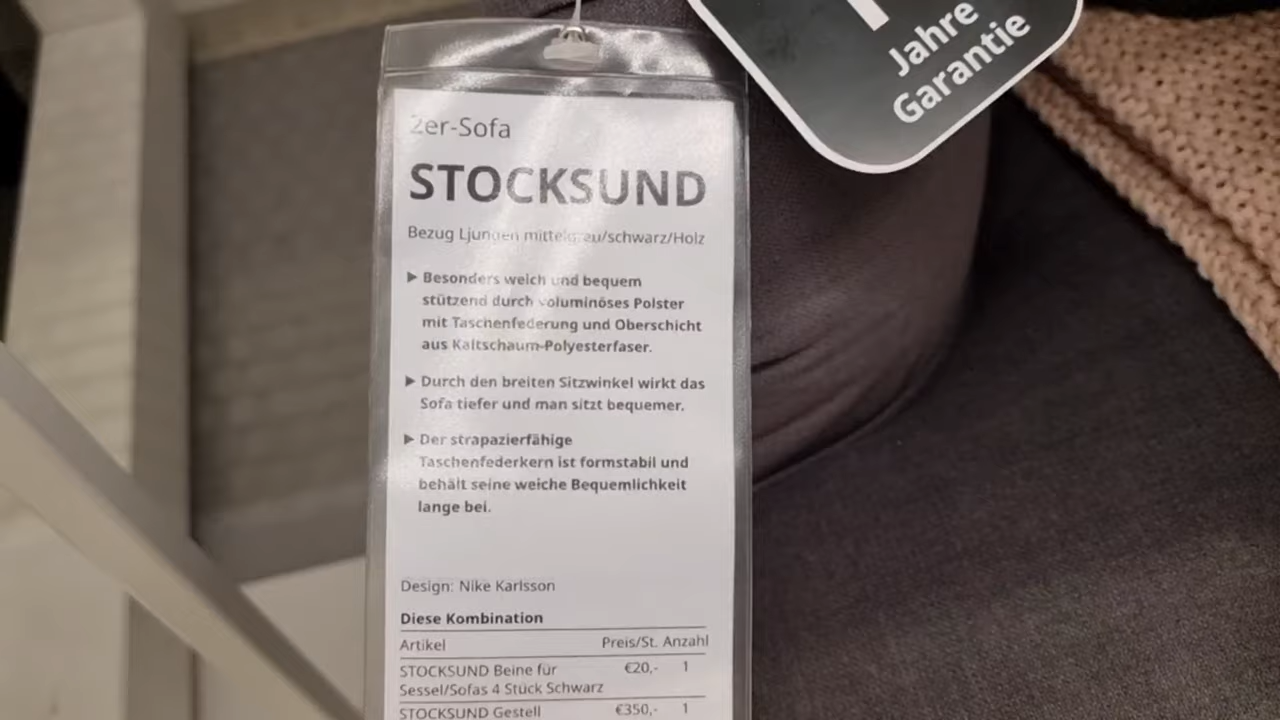 Jahre
Garantie
2er-Sofa
STOCKSUND
Bezug Ljungen mittelgrau/schwarz/Holz
▶ Besonders weich und bequem
stützend durch voluminöses Polster
mit Taschenfederung und Oberschicht
aus Kaltschaum-Polyesterfaser.
▶ Durch den breiten Sitzwinkel wirkt das
Sofa tiefer und man sitzt bequemer.
▶ Der strapazierfähige
Taschenfederkern ist formstabil und
behält seine weiche Bequemlichkeit
lange bei.
Design: Nike Karlsson
Diese Kombination
Artikel Preis/St. Anzahl
STOCKSUND Beine für €20,- 1
Sessel/Sofas 4 Stück Schwarz
STOCKSUND Gestell €350,- 1